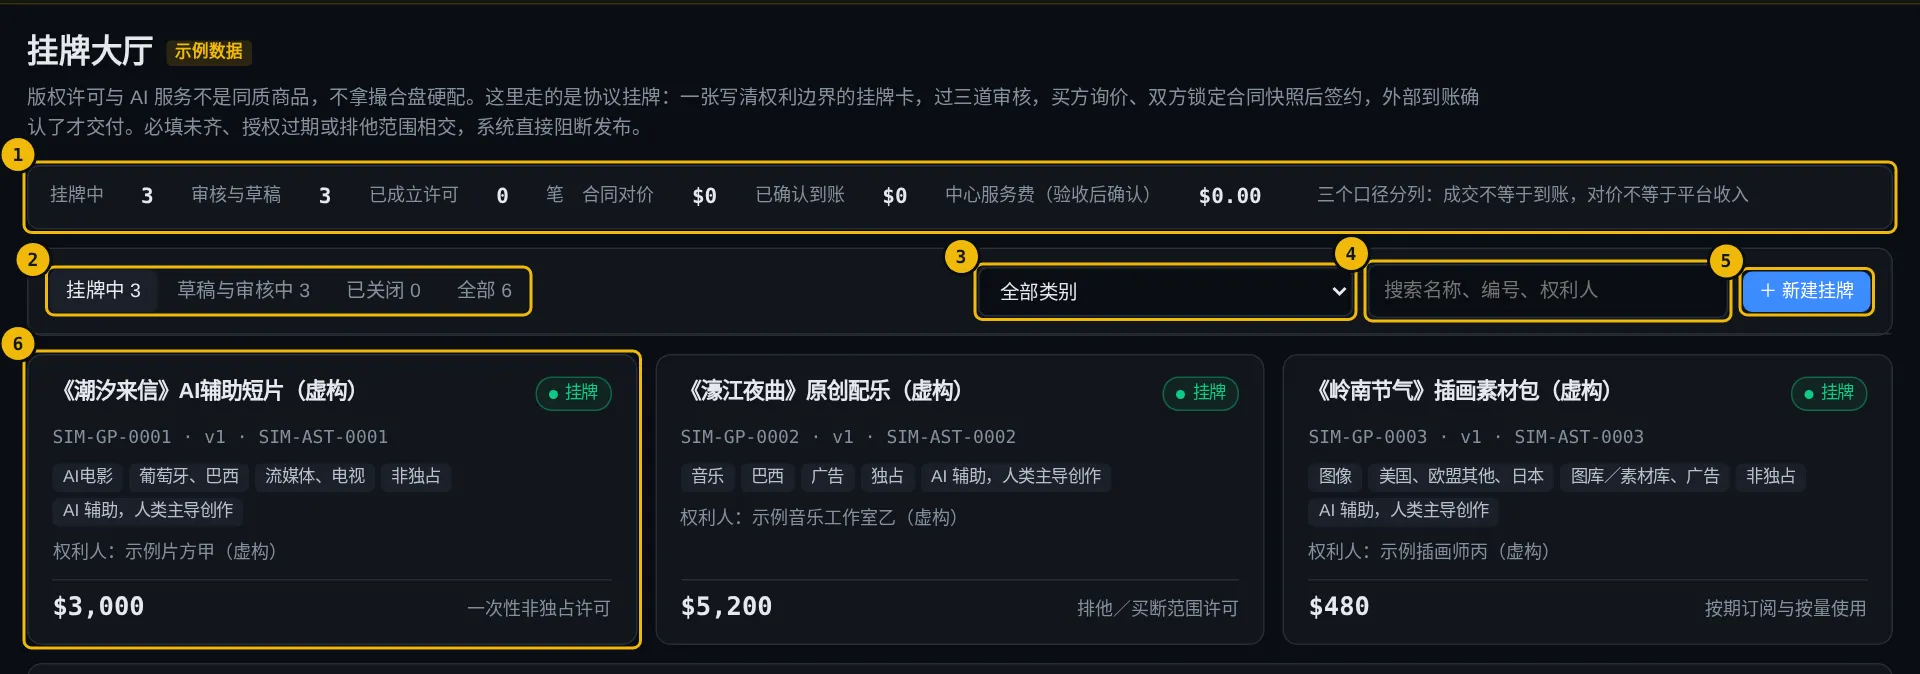 挂牌大厅 示例数据
版权许可与 AI 服务不是同质商品，不拿撮合盘硬配。这里走的是协议挂牌：一张写清权利边界的挂牌卡，过三道审核，买方询价、双方锁定合同快照后签约，外部到账确
认了才交付。必填未齐、授权过期或排他范围相交，系统直接阻断发布。
1
挂牌中 3 审核与草稿 3 已成立许可 0 笔 合同对价 $0 已确认到账 $0 中心服务费（验收后确认） $0.00 三个口径分列：成交不等于到账，对价不等于平台收入
2 3 4 5
挂牌中 3 草稿与审核中 3 已关闭 0 全部 6 全部类别 搜索名称、编号、权利人 ＋ 新建挂牌
6
《潮汐来信》AI辅助短片（虚构） 挂牌
SIM-GP-0001 · v1 · SIM-AST-0001
AI电影 葡萄牙、巴西 流媒体、电视 非独占
AI 辅助，人类主导创作
权利人：示例片方甲（虚构）
$3,000 一次性非独占许可
《濠江夜曲》原创配乐（虚构） 挂牌
SIM-GP-0002 · v1 · SIM-AST-0002
音乐 巴西 广告 独占 AI 辅助，人类主导创作
权利人：示例音乐工作室乙（虚构）
$5,200 排他／买断范围许可
《岭南节气》插画素材包（虚构） 挂牌
SIM-GP-0003 · v1 · SIM-AST-0003
图像 美国、欧盟其他、日本 图库／素材库、广告 非独占
AI 辅助，人类主导创作
权利人：示例插画师丙（虚构）
$480 按期订阅与按量使用